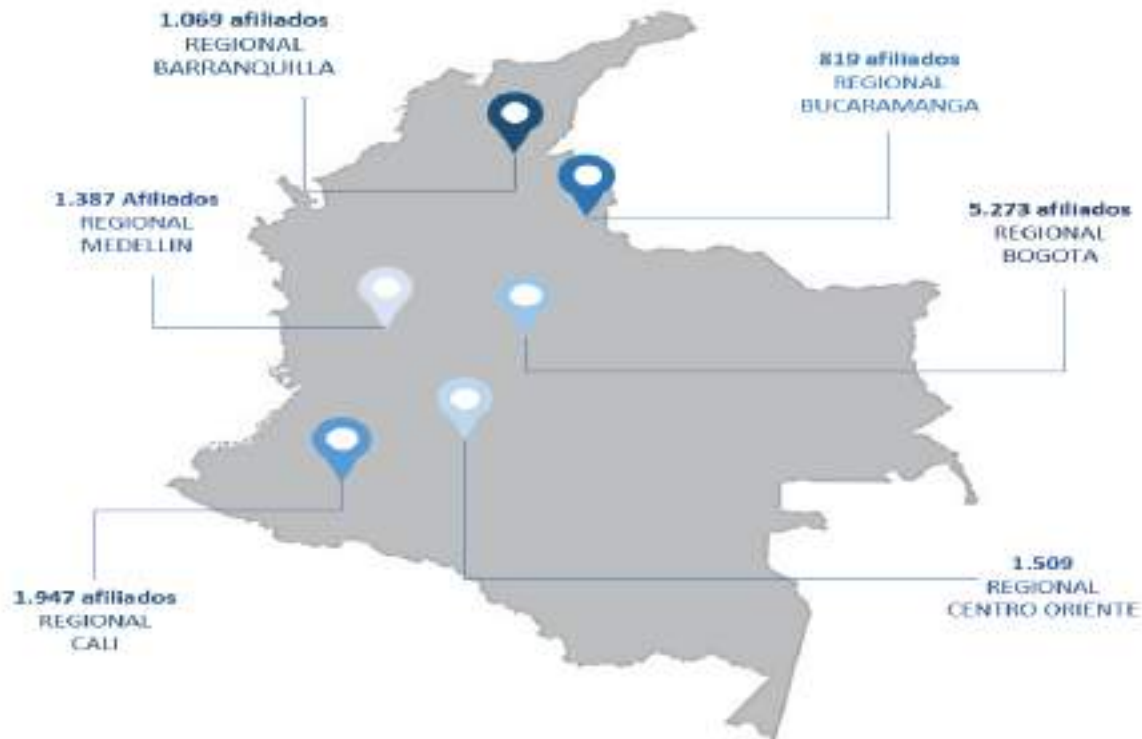 1.069 afiliados
REGIONAL
BARRANQUILLA
819 afiliados
REGIONAL
BUCARAMANGA
1.387 Afiliados
REGIONAL
MEDELLIN
5.273 afiliados
REGIONAL
BOGOTA
1.947 afiliados
REGIONAL
CALI
1.509
REGIONAL
CENTRO ORIENTE